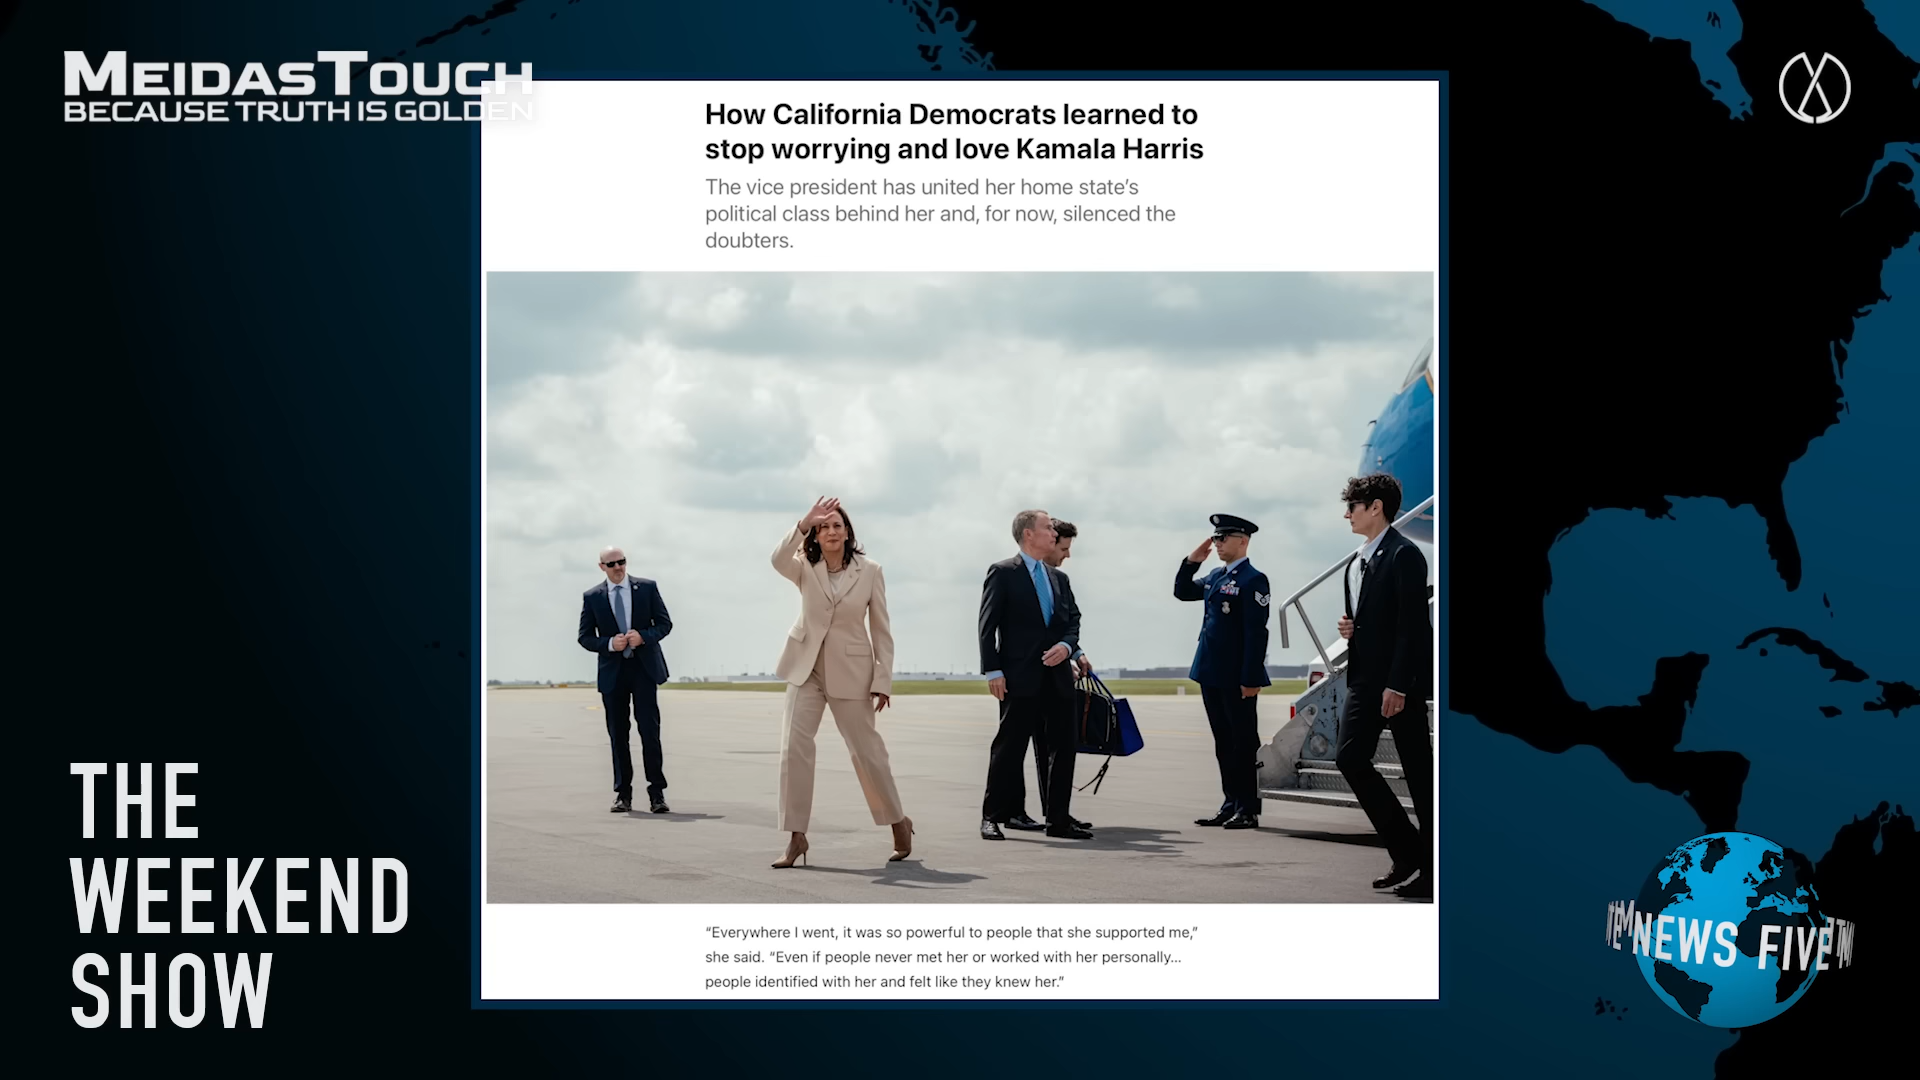 MEIDASTOUCH
BECAUSE TRUTH IS GOLDEN
How California Democrats learned to
stop worrying and love Kamala Harris
The vice president has united her home state's
political class behind her and, for now, silenced the
doubters.
“Everywhere I went, it was so powerful to people that she supported me,”
she said. “Even if people never met her or worked with her personally...
people identified with her and felt like they knew her.”
THE
WEEKEND
SHOW
NEWS FIVE